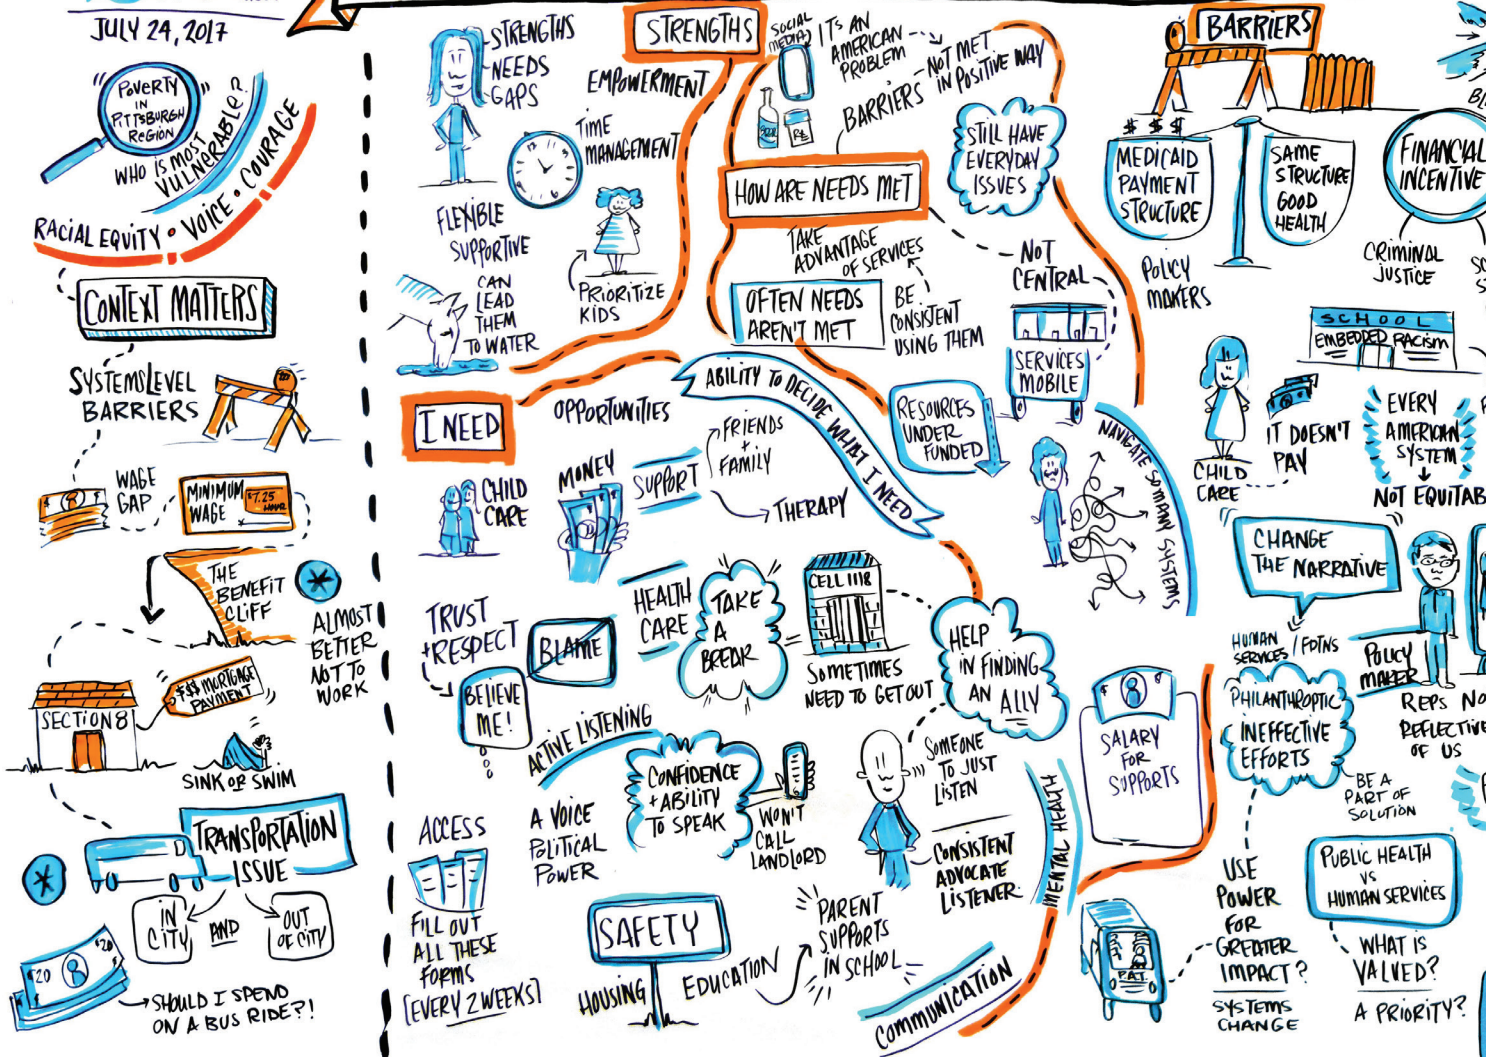 JULY 24, 2017
POVERTY
IN
PITTSBURGH
REGION
WHO IS MOST
VULNERABLE?
RACIAL EQUITY • VOICE • COURAGE
CONTEXT MATTERS
SYSTEMS LEVEL
BARRIERS
WAGE
GAP
MINIMUM
WAGE
$7.25
HOUR
THE
BENEFIT
CLIFF
ALMOST
BETTER
NOT TO
WORK
SECTION 8
$$$ MORTGAGE
PAYMENT
SINK OR SWIM
TRANSPORTATION
ISSUE
IN
CITY
AND
OUT
OF CITY
$20
$20
SHOULD I SPEND
ON A BUS RIDE?!
STRENGTHS
NEEDS
GAPS
STRENGTHS
EMPOWERMENT
TIME
MANAGEMENT
FLEXIBLE
SUPPORTIVE
CAN
LEAD
THEM
TO WATER
PRIORITIZE
KIDS
SOCIAL
MEDIA
IT'S AN
AMERICAN
PROBLEM
NOT MET
IN POSITIVE WAY
BARRIERS
STILL HAVE
EVERYDAY
ISSUES
HOW ARE NEEDS MET
TAKE
ADVANTAGE
OF SERVICES
BE
CONSISTENT
USING THEM
OFTEN NEEDS
AREN'T MET
NOT
CENTRAL
SERVICES
MOBILE
RESOURCES
UNDER
FUNDED
NAVIGATE SO MANY SYSTEMS
I NEED
OPPORTUNITIES
ABILITY TO DECIDE WHAT I NEED
CHILD
CARE
MONEY
SUPPORT
FRIENDS
+
FAMILY
THERAPY
TRUST
+RESPECT
BLAME
BELIEVE
ME!
HEALTH
CARE
TAKE
A
BREAK
CELL 1118
SOMETIMES
NEED TO GET OUT
HELP
IN FINDING
AN ALLY
ACTIVE LISTENING
CONFIDENCE
+ ABILITY
TO SPEAK
WON'T
CALL
LANDLORD
SOMEONE
TO JUST
LISTEN
CONSISTENT
ADVOCATE
LISTENER
ACCESS
FILL OUT
ALL THESE
FORMS
[EVERY 2 WEEKS]
A VOICE
POLITICAL
POWER
SAFETY
HOUSING
EDUCATION
PARENT
SUPPORTS
IN SCHOOL
COMMUNICATION
MENTAL HEALTH
SALARY
FOR
SUPPORTS
P.A.T.
BARRIERS
$ $ $
MEDICAID
PAYMENT
STRUCTURE
SAME
STRUCTURE
GOOD
HEALTH
FINANCIAL
INCENTIVE
CRIMINAL
JUSTICE
POLICY
MAKERS
SCHOOL
EMBEDDED RACISM
CHILD
CARE
IT DOESN'T
PAY
EVERY
AMERICAN
SYSTEM
NOT EQUITAB
CHANGE
THE NARRATIVE
HUMAN
SERVICES / FDTNS
PHILANTHROPTIC
INEFFECTIVE
EFFORTS
POLICY
MAKER
REPS NO
REFLECTIVE
OF US
BE A
PART OF
SOLUTION
USE
POWER
FOR
GREATER
IMPACT?
SYSTEMS
CHANGE
PUBLIC HEALTH
VS
HUMAN SERVICES
WHAT IS
VALVED?
A PRIORITY?